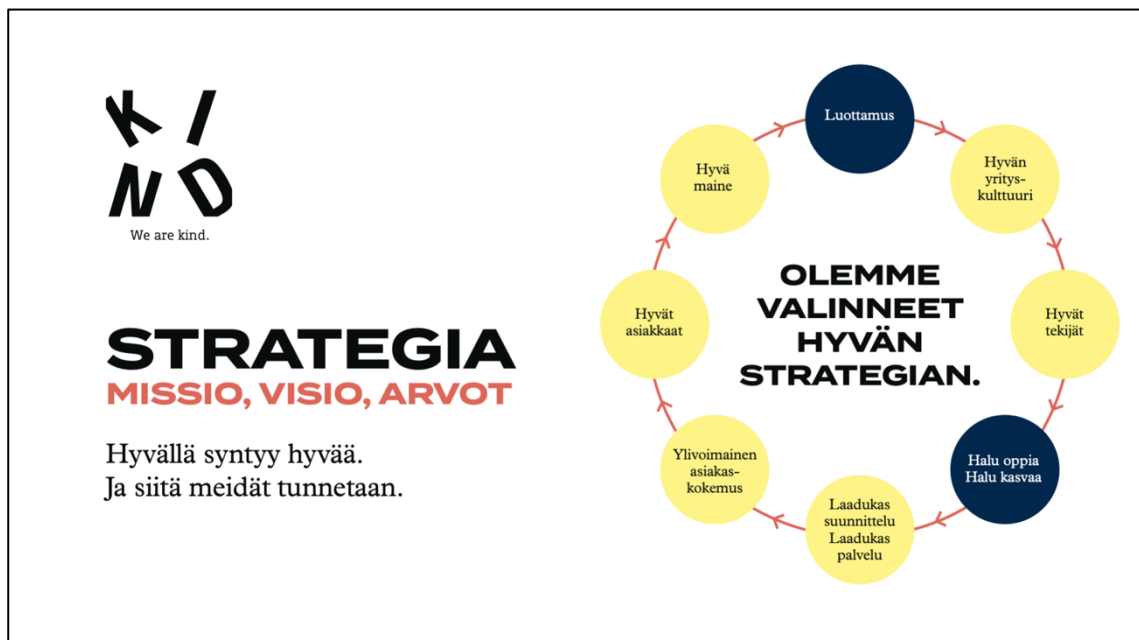 KI
ND
We are kind.
STRATEGIA
MISSIO, VISIO, ARVOT
Hyvällä syntyy hyvää.
Ja siitä meidät tunnetaan.
Luottamus
Hyvän
yritys-
kulttuuri
Hyvät
tekijät
Halu oppia
Halu kasvaa
Laadukas
suunnittelu
Laadukas
palvelu
Ylivoimainen
asiakas-
kokemus
Hyvät
asiakkaat
Hyvä
maine
OLEMME
VALINNEET
HYVÄN
STRATEGIAN.